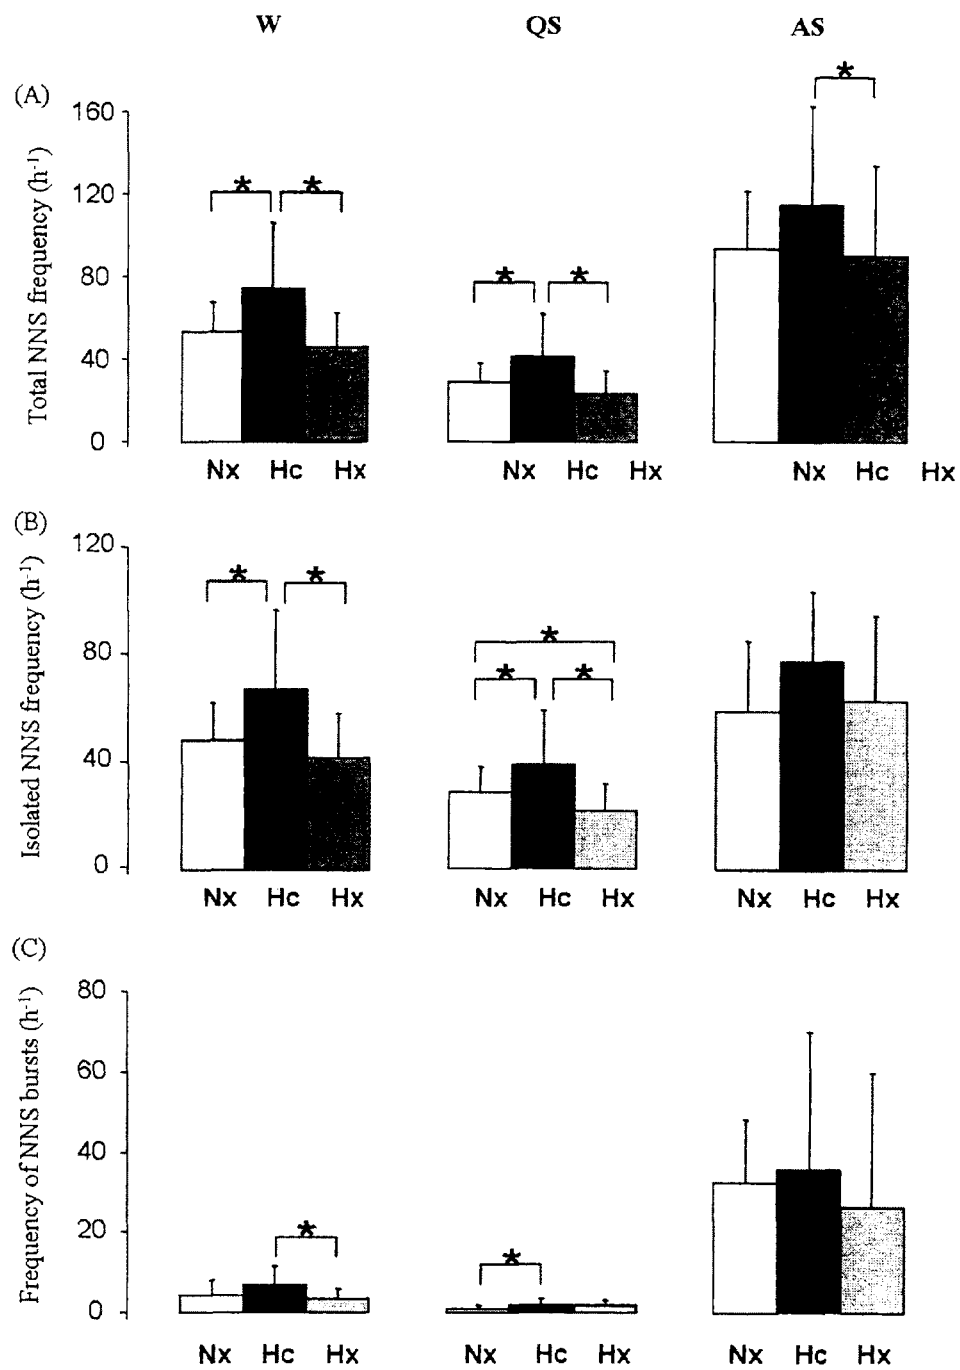 W QS AS
(A)
Total NNS frequency (h⁻¹)
160
120
80
40
0
* * * * *
Nx Hc Hx Nx Hc Hx Nx Hc Hx
(B)
Isolated NNS frequency (h⁻¹)
120
80
40
0
* * * * *
Nx Hc Hx Nx Hc Hx Nx Hc Hx
(C)
Frequency of NNS bursts (h⁻¹)
80
60
40
20
0
* *
Nx Hc Hx Nx Hc Hx Nx Hc Hx